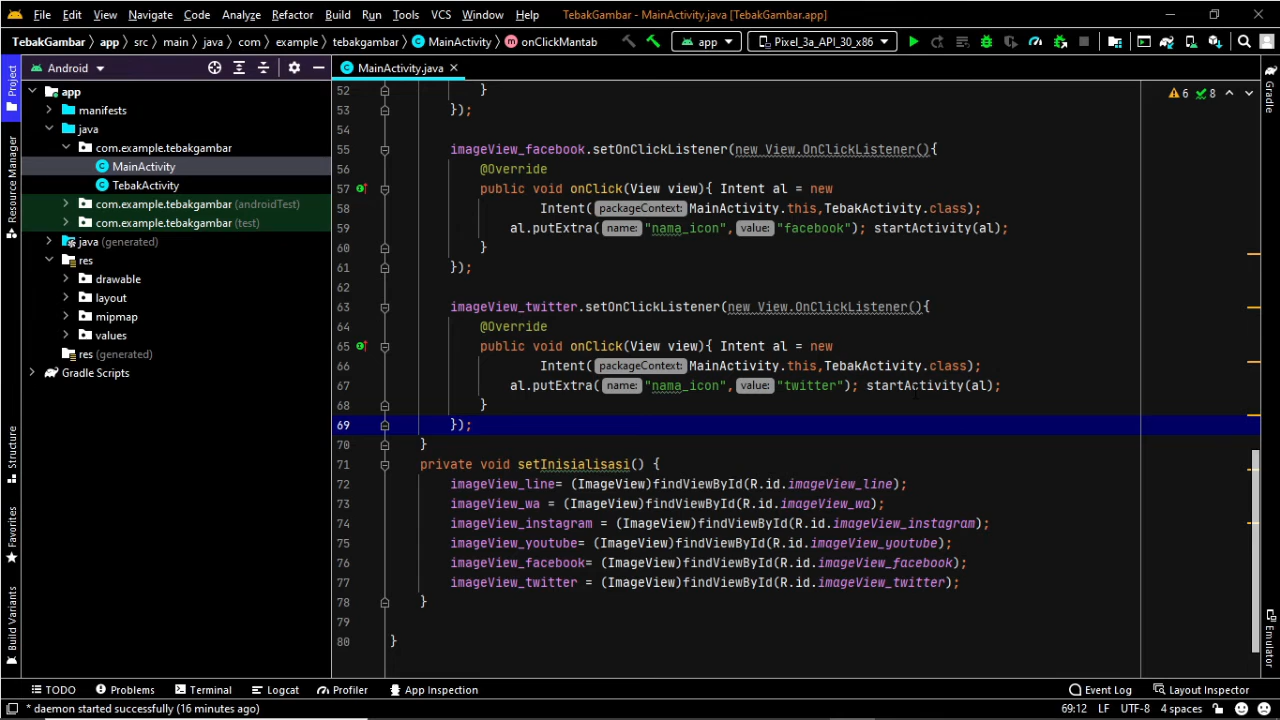 File Edit View Navigate Code Analyze Refactor Build Run Tools VCS Window Help TebakGambar - MainActivity.java [TebakGambar.app]
TebakGambar app src main java com example tebakgambar MainActivity onClickMantab app Pixel_3a_API_30_x86
Project
Resource Manager
Structure
Favorites
Build Variants
Android
app
manifests
java
com.example.tebakgambar
MainActivity
TebakActivity
com.example.tebakgambar (androidTest)
com.example.tebakgambar (test)
java (generated)
res
drawable
layout
mipmap
values
res (generated)
Gradle Scripts
MainActivity.java
6 8
52 }
53 });
54
55 imageView_facebook.setOnClickListener(new View.OnClickListener(){
56 @Override
57 public void onClick(View view){ Intent al = new
58 Intent( packageContext: MainActivity.this,TebakActivity.class);
59 al.putExtra( name: "nama_icon", value: "facebook"); startActivity(al);
60 }
61 });
62
63 imageView_twitter.setOnClickListener(new View.OnClickListener(){
64 @Override
65 public void onClick(View view){ Intent al = new
66 Intent( packageContext: MainActivity.this,TebakActivity.class);
67 al.putExtra( name: "nama_icon", value: "twitter"); startActivity(al);
68 }
69 });
70 }
71 private void setInisialisasi() {
72 imageView_line= (ImageView)findViewById(R.id.imageView_line);
73 imageView_wa = (ImageView)findViewById(R.id.imageView_wa);
74 imageView_instagram = (ImageView)findViewById(R.id.imageView_instagram);
75 imageView_youtube= (ImageView)findViewById(R.id.imageView_youtube);
76 imageView_facebook= (ImageView)findViewById(R.id.imageView_facebook);
77 imageView_twitter = (ImageView)findViewById(R.id.imageView_twitter);
78 }
79
80 }
Gradle
Emulator
TODO Problems Terminal Logcat Profiler App Inspection Event Log Layout Inspector
* daemon started successfully (16 minutes ago) 69:12 LF UTF-8 4 spaces